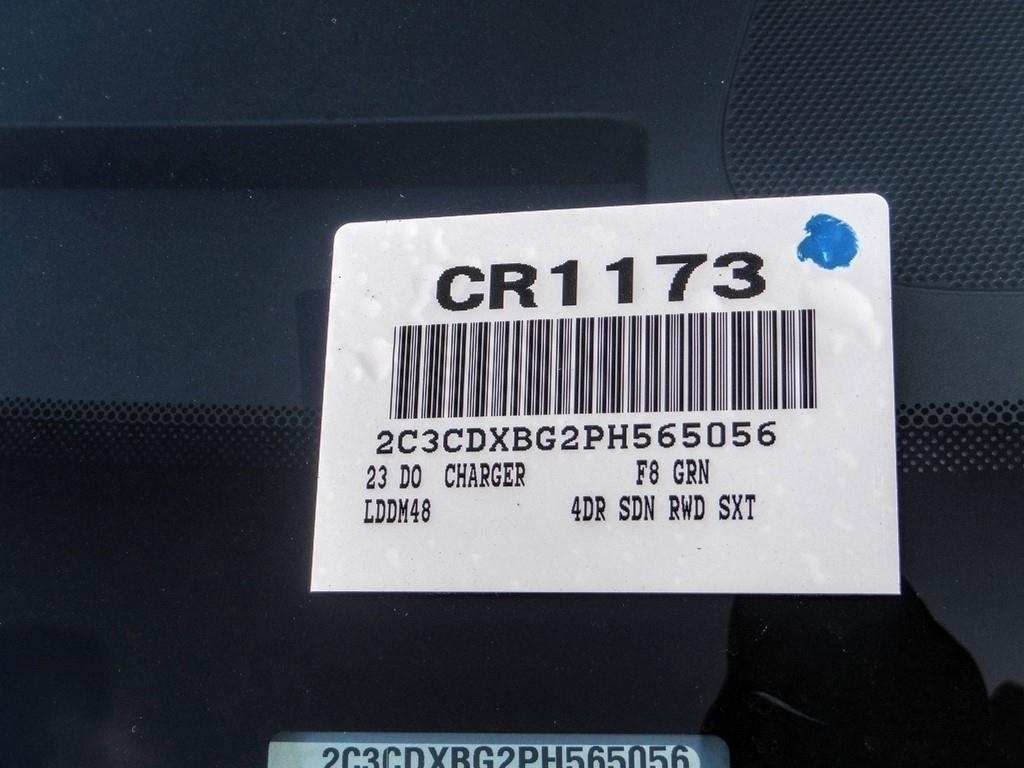 CR1173
2C3CDXBG2PH565056
23 DO CHARGER F8 GRN
LDDM48 4DR SDN RWD SXT
2C3CDXBG2PH565056